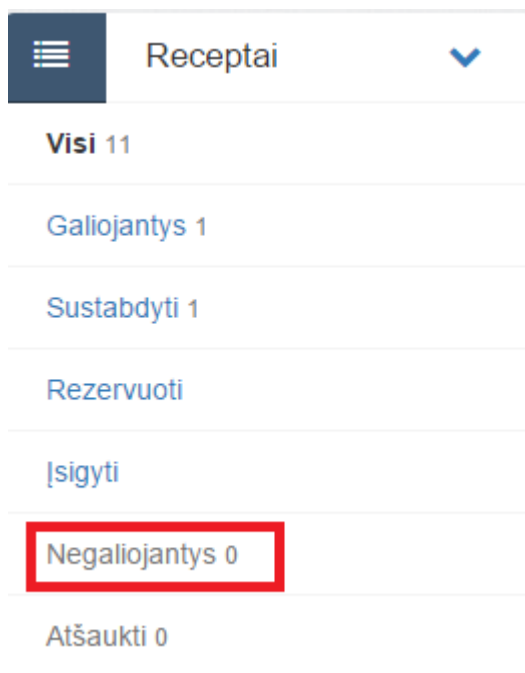 Receptai
Visi 11
Galiojantys 1
Sustabdyti 1
Rezervuoti
Įsigyti
Negaliojantys 0
Atšaukti 0